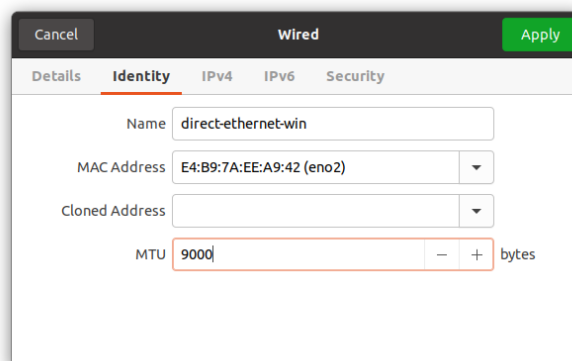 Cancel Wired Apply
Details Identity IPv4 IPv6 Security
Name direct-ethernet-win
MAC Address E4:B9:7A:EE:A9:42 (eno2)
Cloned Address
MTU 9000 − + bytes